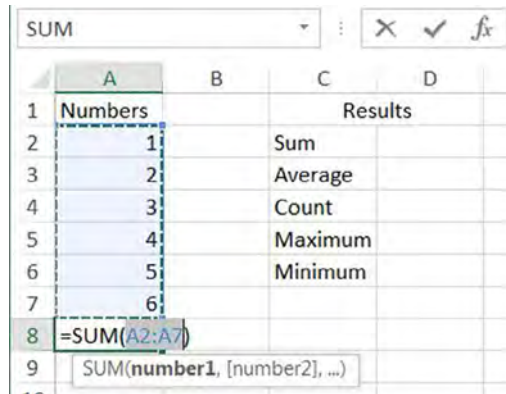 SUM fx
A B C D
1 Numbers Results
2 1 Sum
3 2 Average
4 3 Count
5 4 Maximum
6 5 Minimum
7 6
8 =SUM(A2:A7)
9 SUM(number1, [number2], ...)